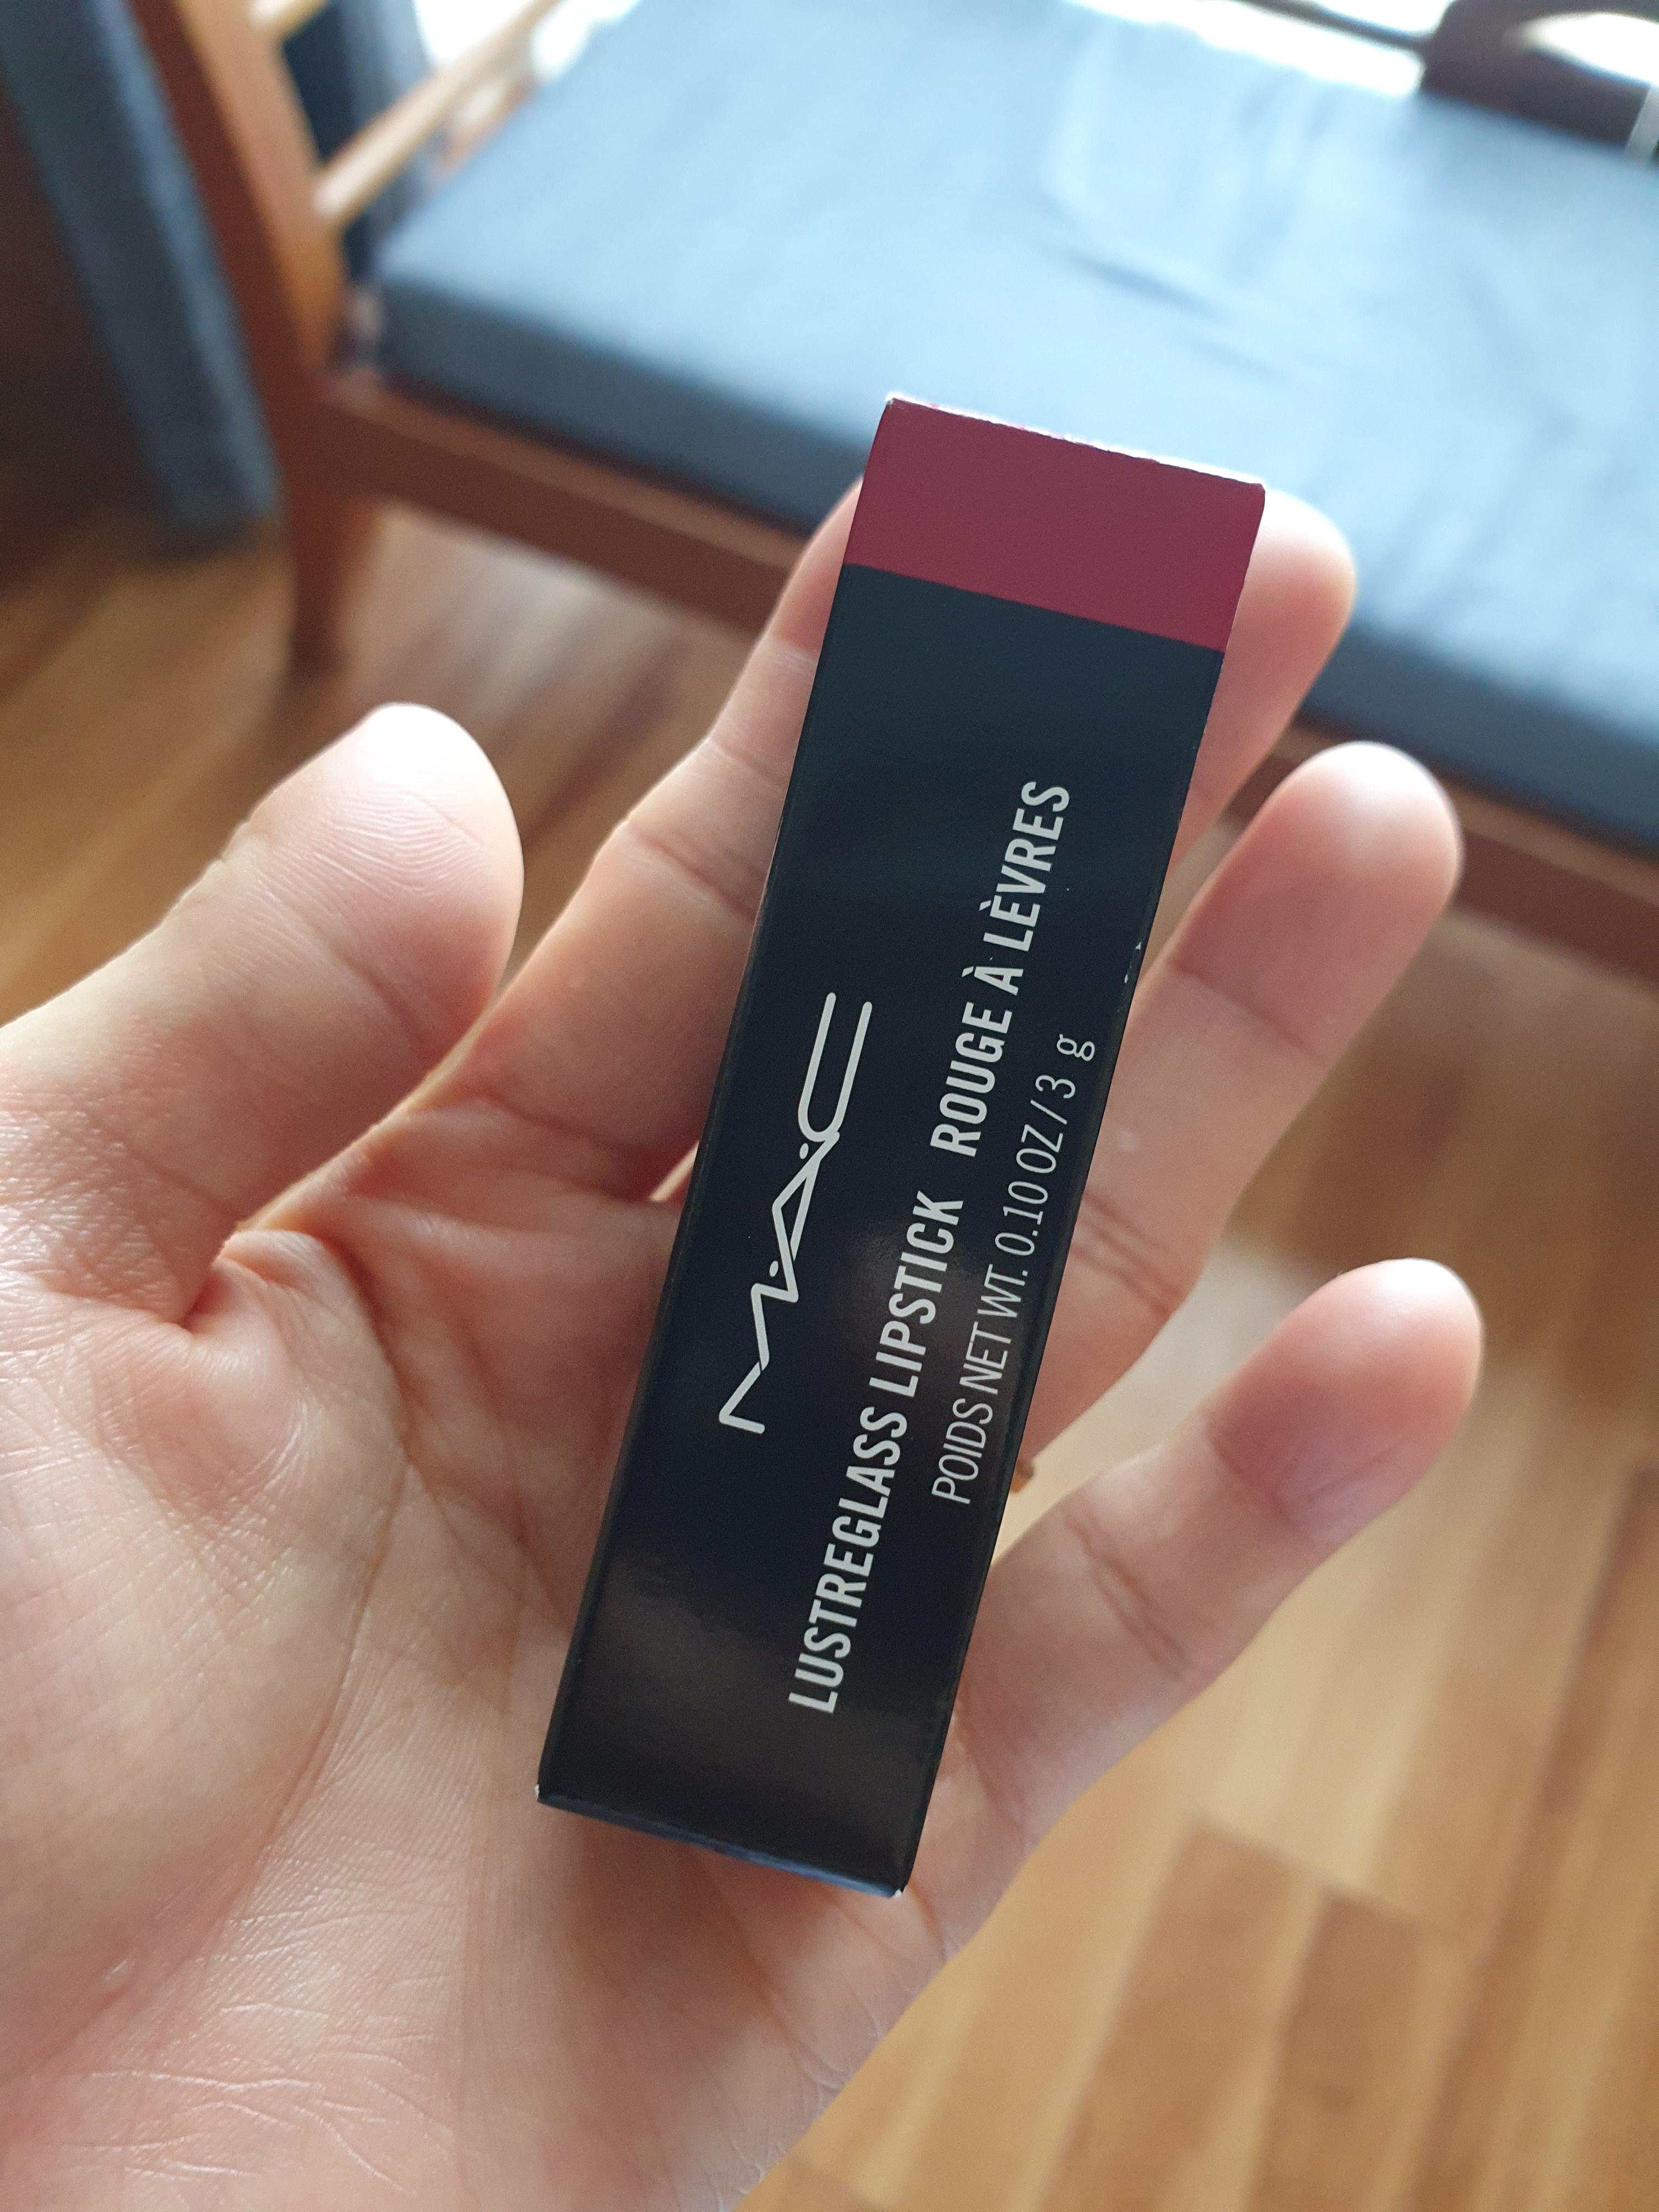 M·A·C
LUSTREGLASS LIPSTICK ROUGE À LÈVRES
POIDS NET WT. 0.10 OZ / 3 g